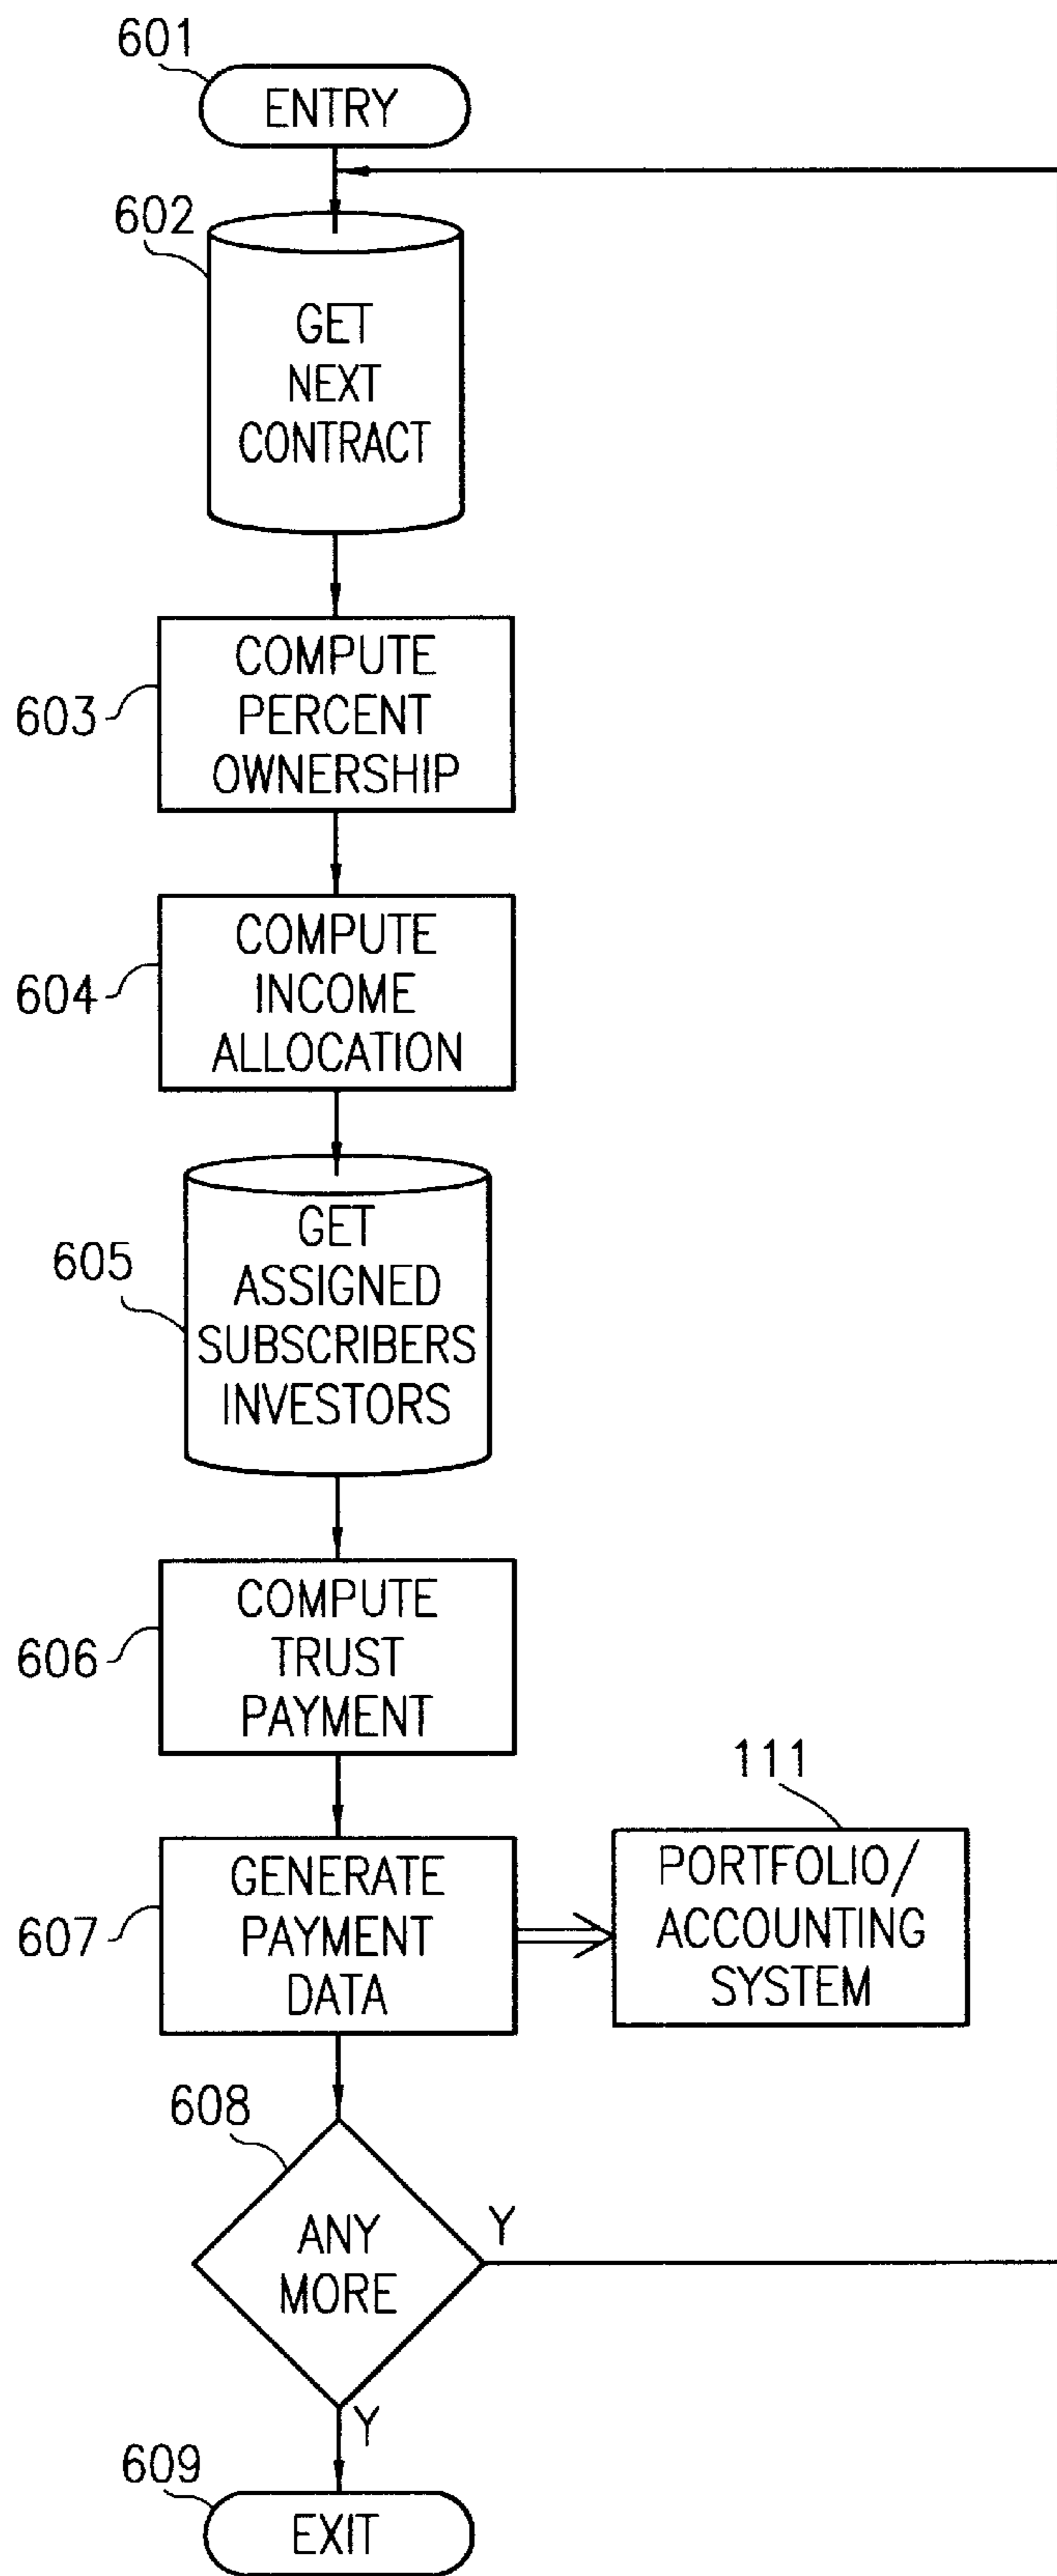 601
ENTRY
602
GET
NEXT
CONTRACT
603
COMPUTE
PERCENT
OWNERSHIP
604
COMPUTE
INCOME
ALLOCATION
605
GET
ASSIGNED
SUBSCRIBERS
INVESTORS
606
COMPUTE
TRUST
PAYMENT
607
GENERATE
PAYMENT
DATA
111
PORTFOLIO/
ACCOUNTING
SYSTEM
608
ANY
MORE
Y
Y
609
EXIT